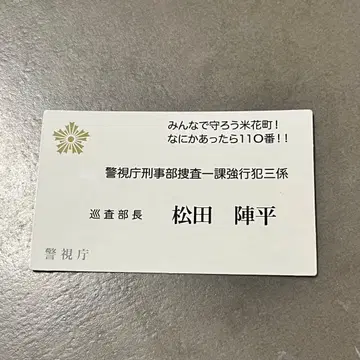 みんなで守ろう米花町！
なにかあったら11〇番！！
警視庁刑事部捜査一課強行犯三係
巡査部長 松田 陣平
警視庁